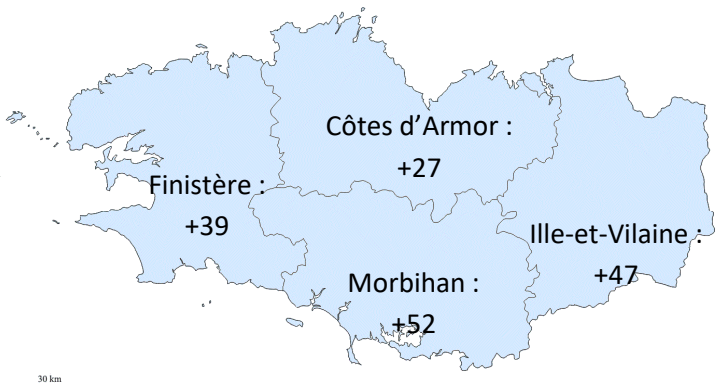 Côtes d’Armor :
+27
Finistère :
+39
Ille-et-Vilaine :
+47
Morbihan :
+52
30 km